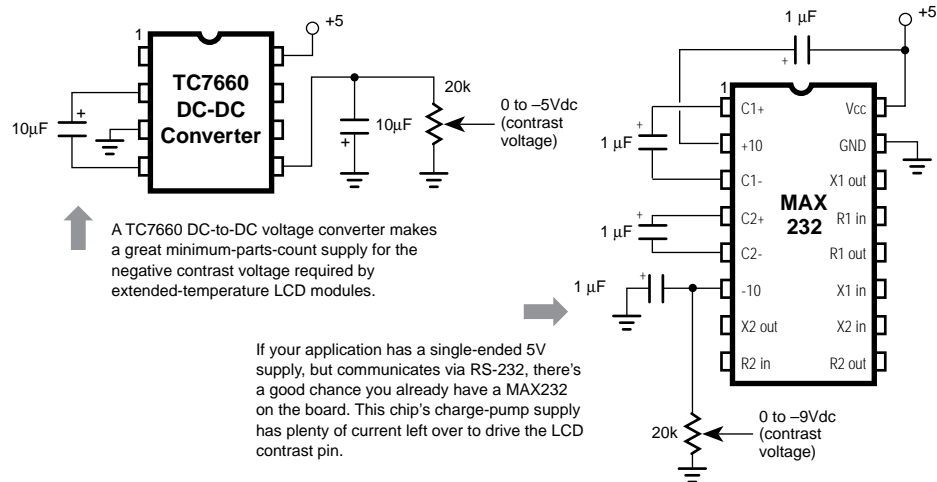 1
+5
TC7660
DC-DC
Converter
+
10µF
10µF
+
20k
0 to –5Vdc
(contrast
voltage)
A TC7660 DC-to-DC voltage converter makes
a great minimum-parts-count supply for the
negative contrast voltage required by
extended-temperature LCD modules.
1 µF
+
+5
1
C1+
+10
C1-
C2+
C2-
-10
X2 out
R2 in
MAX
232
Vcc
GND
X1 out
R1 in
R1 out
X1 in
X2 in
R2 out
+
1 µF
+
1 µF
1 µF
+
If your application has a single-ended 5V
supply, but communicates via RS-232, there's
a good chance you already have a MAX232
on the board. This chip's charge-pump supply
has plenty of current left over to drive the LCD
contrast pin.
20k
0 to –9Vdc
(contrast
voltage)